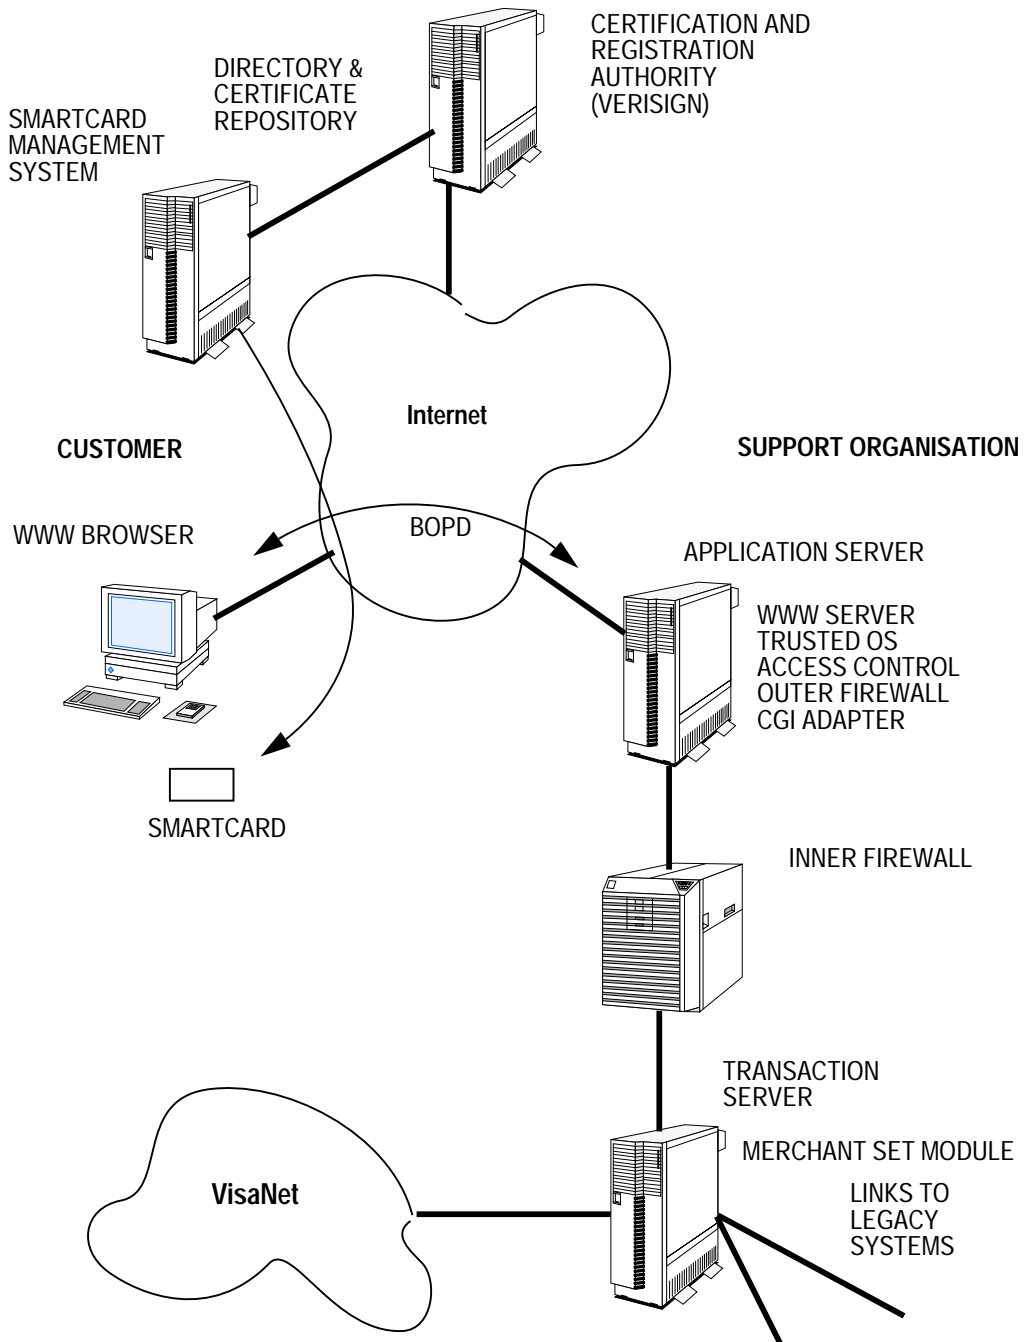 CERTIFICATION AND
REGISTRATION
AUTHORITY
(VERISIGN)
DIRECTORY &
CERTIFICATE
REPOSITORY
SMARTCARD
MANAGEMENT
SYSTEM
Internet
CUSTOMER
SUPPORT ORGANISATION
WWW BROWSER
BOPD
APPLICATION SERVER
WWW SERVER
TRUSTED OS
ACCESS CONTROL
OUTER FIREWALL
CGI ADAPTER
SMARTCARD
INNER FIREWALL
TRANSACTION
SERVER
MERCHANT SET MODULE
VisaNet
LINKS TO
LEGACY
SYSTEMS